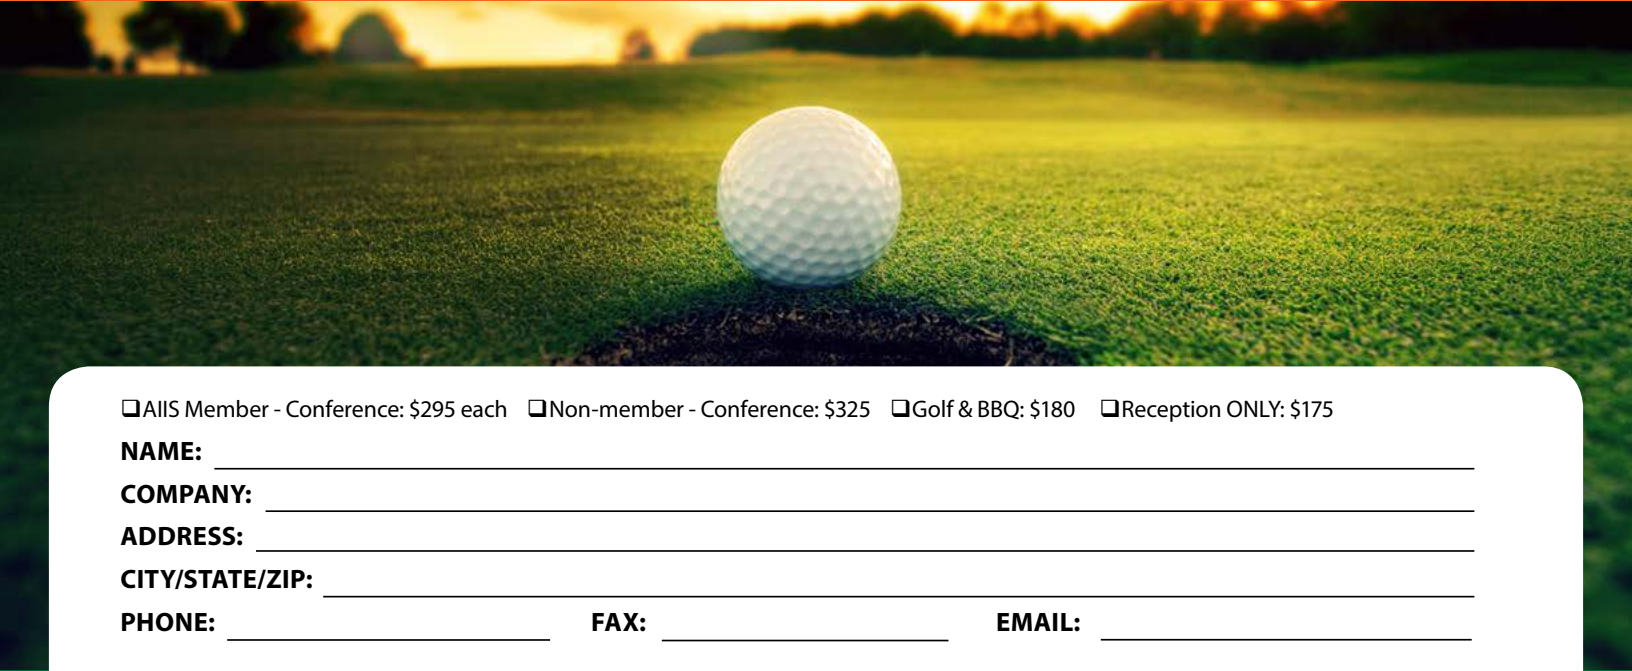 ❑AIIS Member - Conference: $295 each ❑Non-member - Conference: $325 ❑Golf & BBQ: $180 ❑Reception ONLY: $175
NAME:
COMPANY:
ADDRESS:
CITY/STATE/ZIP:
PHONE: FAX: EMAIL: